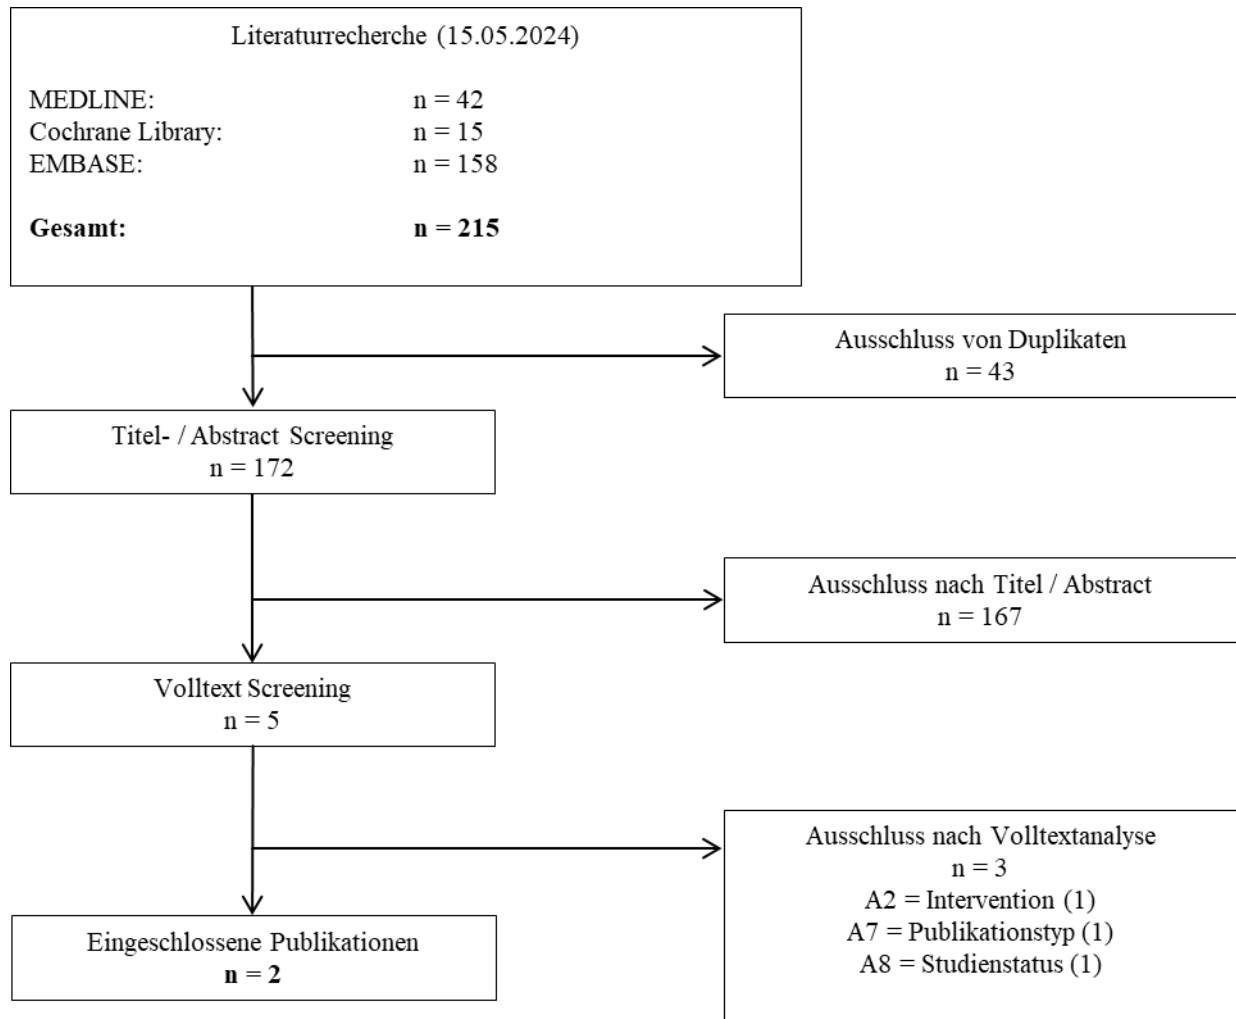 Literaturrecherche (15.05.2024)
MEDLINE: n = 42
Cochrane Library: n = 15
EMBASE: n = 158
Gesamt: n = 215
Ausschluss von Duplikaten
n = 43
Titel- / Abstract Screening
n = 172
Ausschluss nach Titel / Abstract
n = 167
Volltext Screening
n = 5
Ausschluss nach Volltextanalyse
n = 3
A2 = Intervention (1)
A7 = Publikationstyp (1)
A8 = Studienstatus (1)
Eingeschlossene Publikationen
n = 2